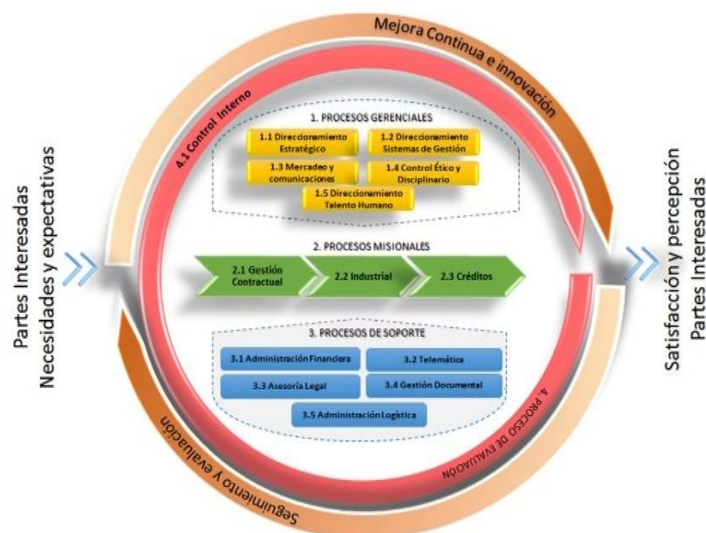 Mejora Continua e innovación
4.1 Control Interno
Partes Interesadas
Necesidades y expectativas
1. PROCESOS GERENCIALES
1.1 Direccionamiento
Estratégico
1.2 Direccionamiento
Sistemas de Gestión
1.3 Mercadeo y
comunicaciones
1.4 Control Ético y
Disciplinario
1.5 Direccionamiento
Talento Humano
2. PROCESOS MISIONALES
2.1 Gestión
Contractual
2.2 Industrial
2.3 Créditos
3. PROCESOS DE SOPORTE
3.1 Administración Financiera
3.2 Telemática
3.3 Asesoría Legal
3.4 Gestión Documental
3.5 Administración Logística
4. PROCESO DE EVALUACIÓN
Seguimiento y evaluación
Satisfacción y percepción
Partes Interesadas